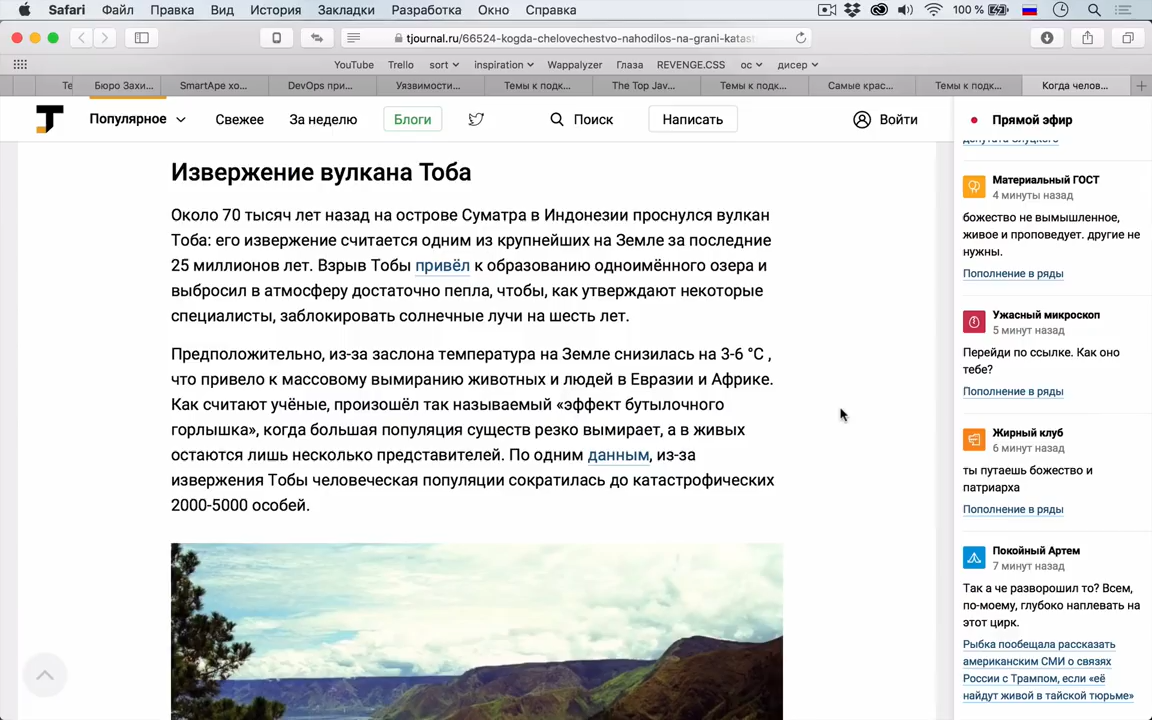 Safari Файл Правка Вид История Закладки Разработка Окно Справка 100 %
tjournal.ru/66524-kogda-chelovechestvo-nahodilos-na-grani-katast
YouTube Trello sort inspiration Wappalyzer Глаза REVENGE.CSS ос дисер
Те Бюро Захи... SmartApe хо... DevOps при... Уязвимости... Темы к подк... The Top Jav... Темы к подк... Самые крас... Темы к подк... Когда челов...
Популярное Свежее За неделю Блоги Поиск Написать Войти
Извержение вулкана Тоба
Около 70 тысяч лет назад на острове Суматра в Индонезии проснулся вулкан
Тоба: его извержение считается одним из крупнейших на Земле за последние
25 миллионов лет. Взрыв Тобы привёл к образованию одноимённого озера и
выбросил в атмосферу достаточно пепла, чтобы, как утверждают некоторые
специалисты, заблокировать солнечные лучи на шесть лет.
Предположительно, из-за заслона температура на Земле снизилась на 3-6 °C ,
что привело к массовому вымиранию животных и людей в Евразии и Африке.
Как считают учёные, произошёл так называемый «эффект бутылочного
горлышка», когда большая популяция существ резко вымирает, а в живых
остаются лишь несколько представителей. По одним данным, из-за
извержения Тобы человеческая популяции сократилась до катастрофических
2000-5000 особей.
Прямой эфир
депутата Слуцкого
Материальный ГОСТ
4 минуты назад
божество не вымышленное,
живое и проповедует. другие не
нужны.
Пополнение в ряды
Ужасный микроскоп
5 минут назад
Перейди по ссылке. Как оно
тебе?
Пополнение в ряды
Жирный клуб
6 минут назад
ты путаешь божество и
патриарха
Пополнение в ряды
Покойный Артем
7 минут назад
Так а че разворошил то? Всем,
по-моему, глубоко наплевать на
этот цирк.
Рыбка пообещала рассказать
американским СМИ о связях
России с Трампом, если «её
найдут живой в тайской тюрьме»